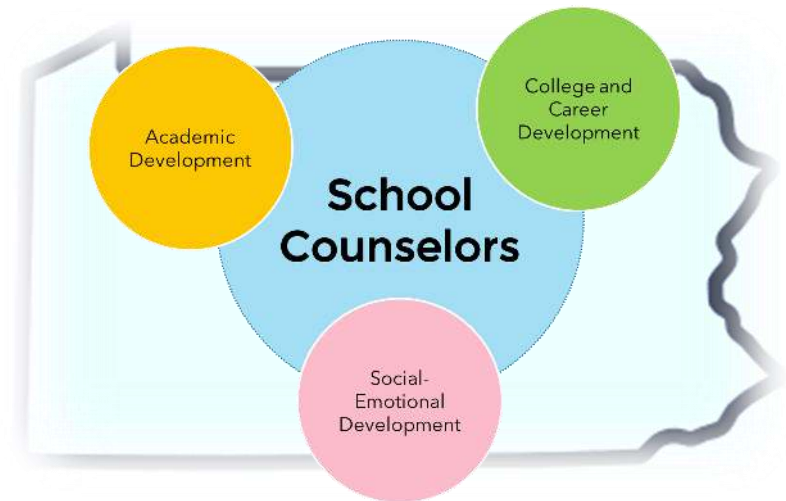 College and
Career
Development
Academic
Development
School
Counselors
Social-
Emotional
Development